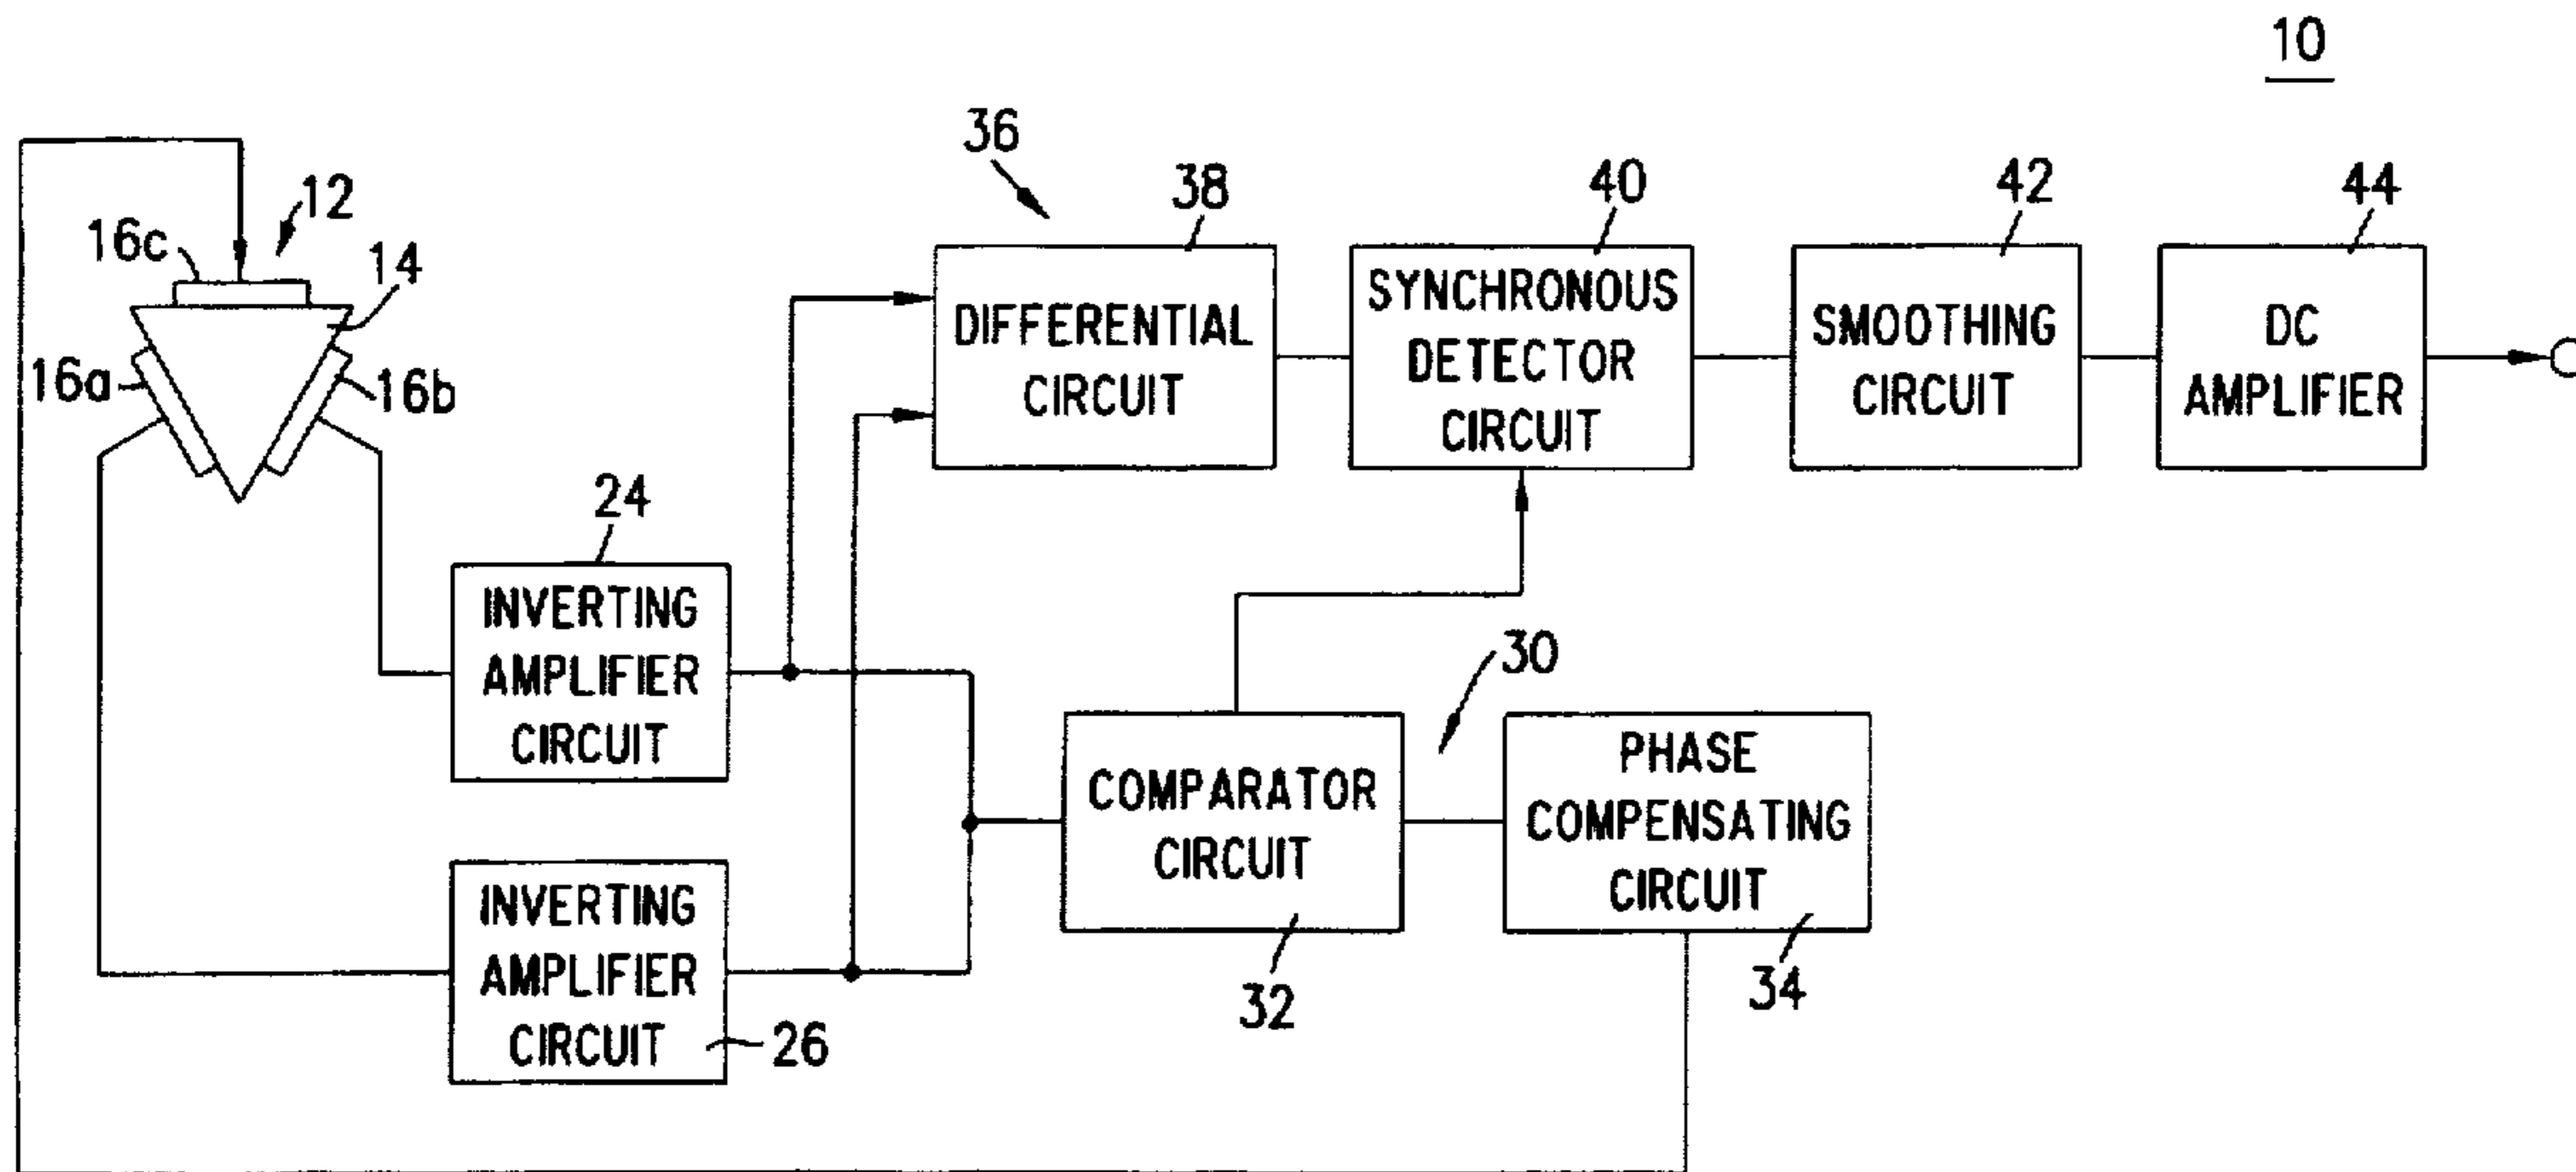 10
36
38
40
42
44
12
16c
14
16a
16b
DIFFERENTIAL
CIRCUIT
SYNCHRONOUS
DETECTOR
CIRCUIT
SMOOTHING
CIRCUIT
DC
AMPLIFIER
24
INVERTING
AMPLIFIER
CIRCUIT
30
COMPARATOR
CIRCUIT
PHASE
COMPENSATING
CIRCUIT
32
34
INVERTING
AMPLIFIER
CIRCUIT
26